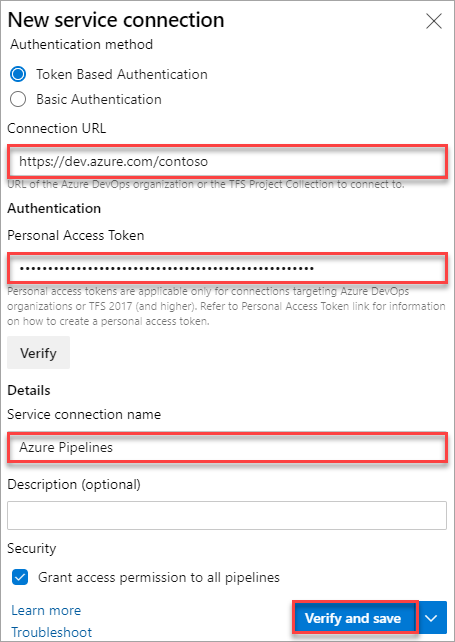 New service connection
Authentication method
Token Based Authentication
Basic Authentication
Connection URL
https://dev.azure.com/contoso
URL of the Azure DevOps organization or the TFS Project Collection to connect to.
Authentication
Personal Access Token
••••••••••••••••••••••••••••••••••••••••••••••••••••
Personal access tokens are applicable only for connections targeting Azure DevOps
organizations or TFS 2017 (and higher). Refer to Personal Access Token link for information
on how to create a personal access token.
Verify
Details
Service connection name
Azure Pipelines
Description (optional)
Security
Grant access permission to all pipelines
Learn more
Verify and save
Troubleshoot